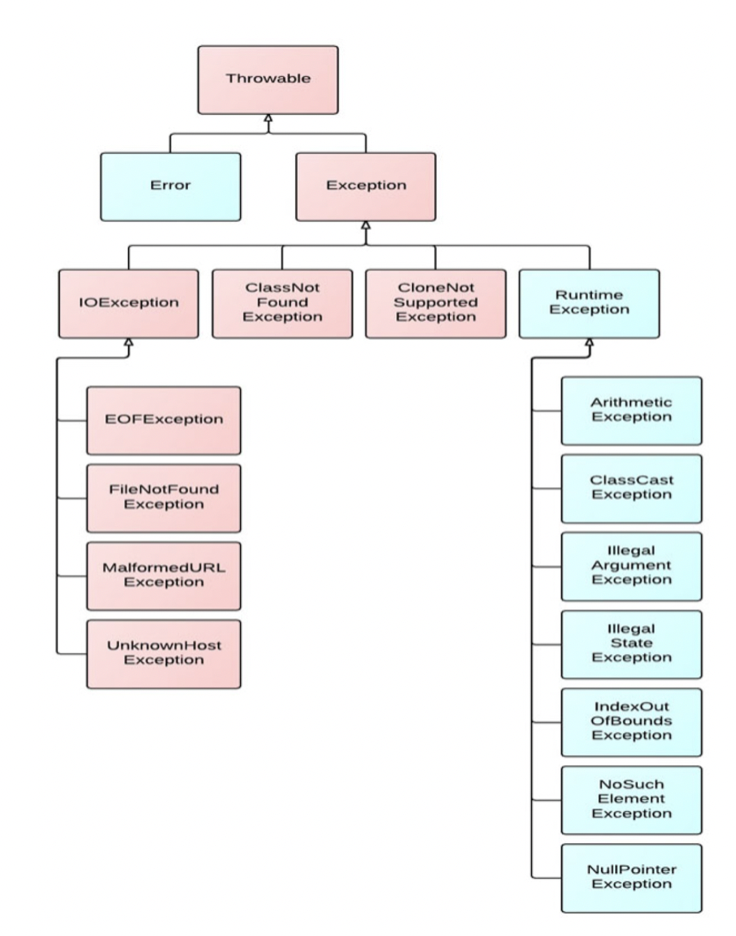 Throwable
Error
Exception
IOException
ClassNot
Found
Exception
CloneNot
Supported
Exception
Runtime
Exception
EOFException
FileNotFound
Exception
MalformedURL
Exception
UnknownHost
Exception
Arithmetic
Exception
ClassCast
Exception
Illegal
Argument
Exception
Illegal
State
Exception
IndexOut
OfBounds
Exception
NoSuch
Element
Exception
NullPointer
Exception